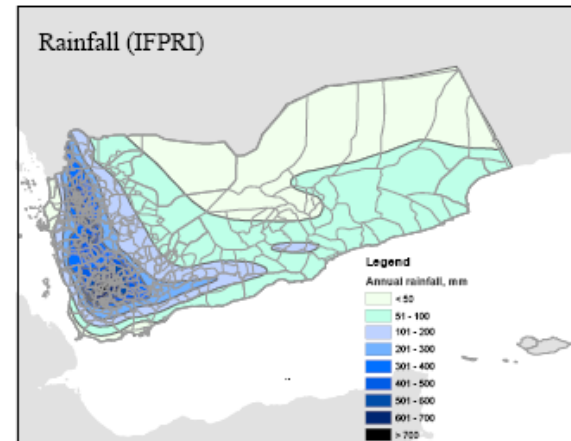 Rainfall (IFPRI)
Legend
Annual rainfall, mm
< 50
51 - 100
101 - 200
201 - 300
301 - 400
401 - 500
501 - 600
601 - 700
> 700